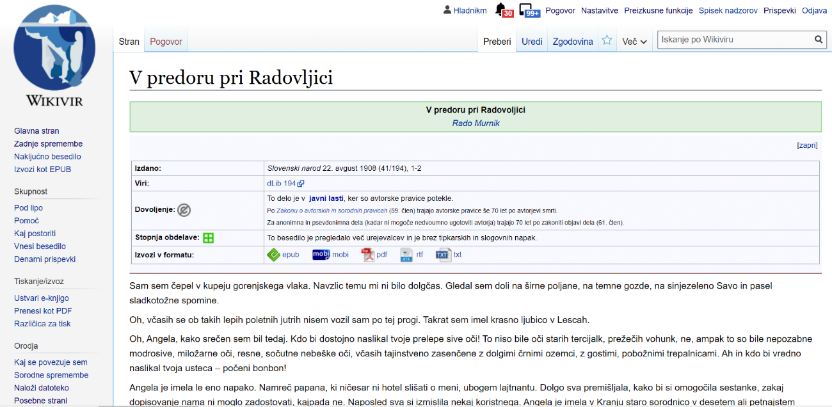 Hladnikm 30 99+ Pogovor Nastavitve Preizkusne funkcije Spisek nadzorov Prispevki Odjava
Stran Pogovor Preberi Uredi Zgodovina Več Iskanje po Wikiviru
WIKIVIR
V predoru pri Radovljici
V predoru pri Radovoljici
Rado Murnik
[zapri]
Izdano: Slovenski narod 22. avgust 1908 (41/194), 1-2
Viri: dLib 194
Dovoljenje: To delo je v javni lasti, ker so avtorske pravice potekle.
Po Zakonu o avtorskih in sorodnih pravicah (59. člen) trajajo avtorske pravice še 70 let po avtorjevi smrti.
Za anonimna in psevdonimna dela (kadar ni mogoče nedvoumno ugotoviti avtorja) trajajo 70 let po zakoniti objavi dela (61. člen).
Stopnja obdelave: To besedilo je pregledalo več urejevalcev in je brez tipkarskih in slogovnih napak.
Izvozi v formatu: epub mobi mobi pdf rtf TXT txt
Glavna stran
Zadnje spremembe
Naključno besedilo
Izvozi kot EPUB
Skupnost
Pod lipo
Pomoč
Kaj postoriti
Vnesi besedilo
Denarni prispevki
Tiskanje/izvoz
Ustvari e-knjigo
Prenesi kot PDF
Različica za tisk
Orodja
Kaj se povezuje sem
Sorodne spremembe
Naloži datoteko
Posebne strani
Sam sem čepel v kupeju gorenjskega vlaka. Navzlic temu mi ni bilo dolgčas. Gledal sem doli na širne poljane, na temne gozde, na sinjezeleno Savo in pasel
sladkotožne spomine.
Oh, včasih se ob takih lepih poletnih jutrih nisem vozil sam po tej progi. Takrat sem imel krasno ljubico v Lescah.
Oh, Angela, kako srečen sem bil tedaj. Kdo bi dostojno naslikal tvoje prelepe sive oči! To niso bile oči starih tercijalk, prežečih vohunk, ne, ampak to so bile nepozabne
modrosive, miložarne oči, resne, sočutne nebeške oči, včasih tajinstveno zasenčene z dolgimi črnimi ozemci, z gostimi, pobožnimi trepalnicami. Ah in kdo bi vredno
naslikal tvoja usteca – počeni bonbon!
Angela je imela le eno napako. Namreč papana, ki ničesar ni hotel slišati o meni, ubogem lajtnantu. Dolgo sva premišljala, kako bi si omogočila sestanke, zakaj
dopisovanje nama ni moglo zadostovati, kajpada ne. Naposled sva si izmislila nekaj koristnega. Angela je imela v Kranju staro sorodnico v desetem ali petnajstem